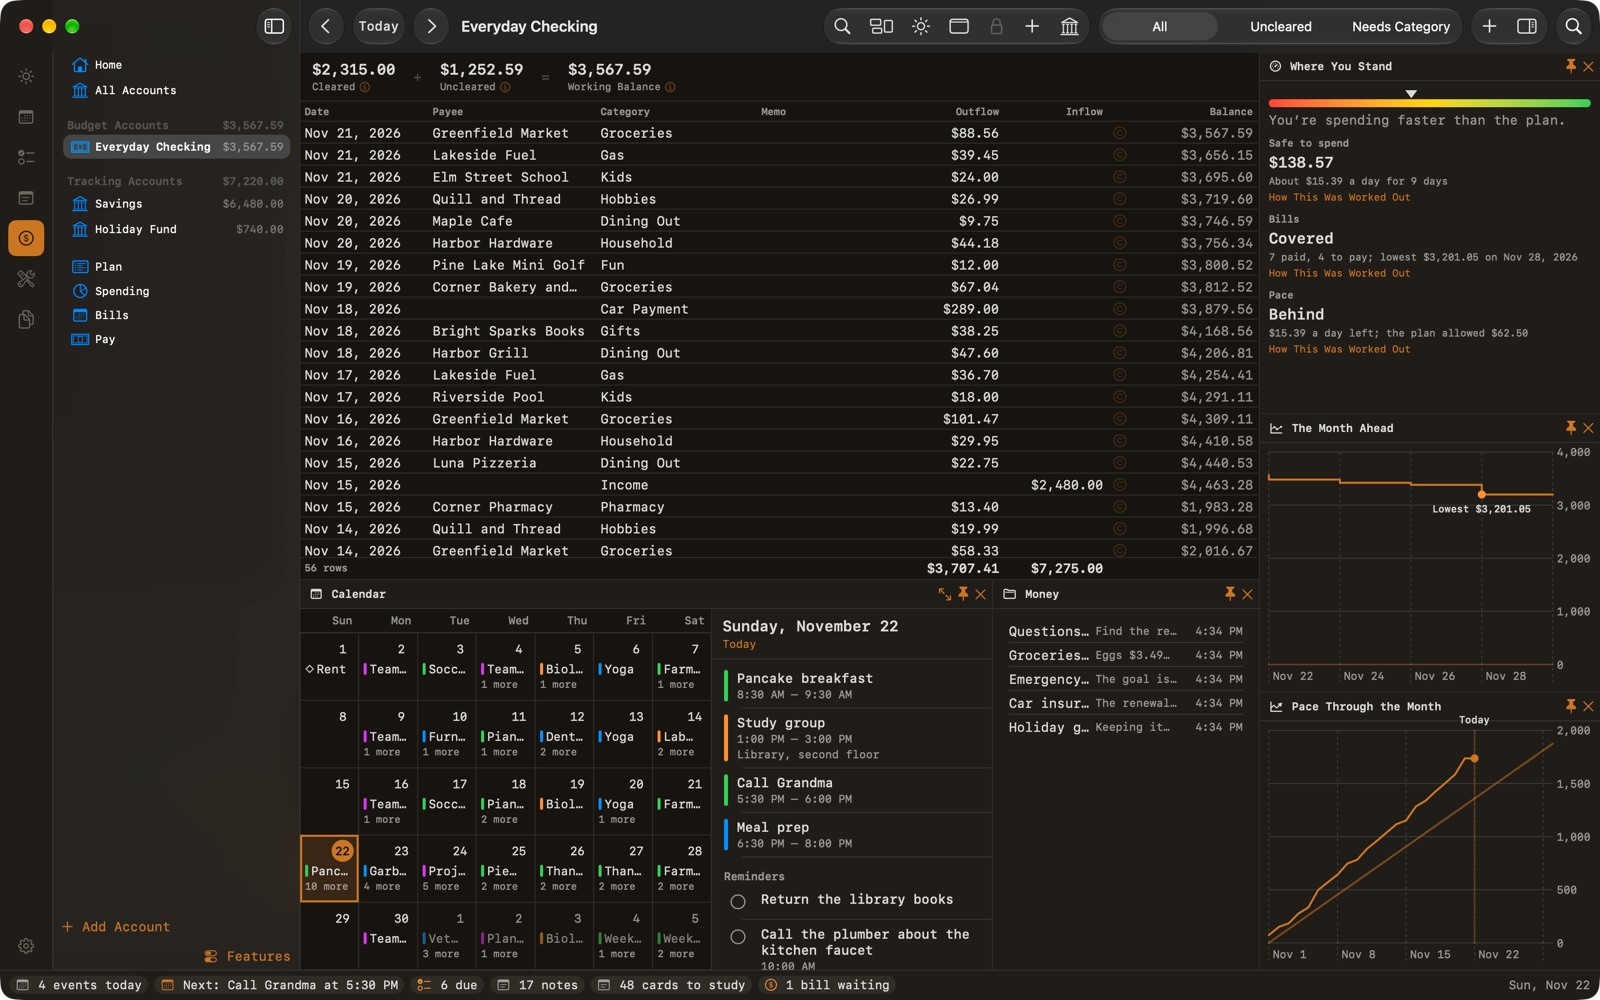 Today
Everyday Checking
All
Uncleared
Needs Category
Home
All Accounts
Budget Accounts $3,567.59
Everyday Checking $3,567.59
Tracking Accounts $7,220.00
Savings $6,480.00
Holiday Fund $740.00
Plan
Spending
Bills
Pay
+ Add Account
Features
$2,315.00 + $1,252.59 = $3,567.59
Cleared Uncleared Working Balance
Date Payee Category Memo Outflow Inflow Balance
Nov 21, 2026 Greenfield Market Groceries $88.56 $3,567.59
Nov 21, 2026 Lakeside Fuel Gas $39.45 $3,656.15
Nov 21, 2026 Elm Street School Kids $24.00 $3,695.60
Nov 20, 2026 Quill and Thread Hobbies $26.99 $3,719.60
Nov 20, 2026 Maple Cafe Dining Out $9.75 $3,746.59
Nov 20, 2026 Harbor Hardware Household $44.18 $3,756.34
Nov 19, 2026 Pine Lake Mini Golf Fun $12.00 $3,800.52
Nov 19, 2026 Corner Bakery and… Groceries $67.04 $3,812.52
Nov 18, 2026 Car Payment $289.00 $3,879.56
Nov 18, 2026 Bright Sparks Books Gifts $38.25 $4,168.56
Nov 18, 2026 Harbor Grill Dining Out $47.60 $4,206.81
Nov 17, 2026 Lakeside Fuel Gas $36.70 $4,254.41
Nov 17, 2026 Riverside Pool Kids $18.00 $4,291.11
Nov 16, 2026 Greenfield Market Groceries $101.47 $4,309.11
Nov 16, 2026 Harbor Hardware Household $29.95 $4,410.58
Nov 15, 2026 Luna Pizzeria Dining Out $22.75 $4,440.53
Nov 15, 2026 Income $2,480.00 $4,463.28
Nov 15, 2026 Corner Pharmacy Pharmacy $13.40 $1,983.28
Nov 14, 2026 Quill and Thread Hobbies $19.99 $1,996.68
Nov 14, 2026 Greenfield Market Groceries $58.33 $2,016.67
56 rows $3,707.41 $7,275.00
Calendar
Sun Mon Tue Wed Thu Fri Sat
1 2 3 4 5 6 7
Rent Team… Socc… Team… Biol… Yoga Farm…
1 more 1 more 1 more
8 9 10 11 12 13 14
Team… Furn… Pian… Dent… Yoga Lab…
1 more 1 more 1 more 2 more 2 more
15 16 17 18 19 20 21
Team… Socc… Pian… Biol… Yoga Farm…
1 more 2 more 1 more
22 23 24 25 26 27 28
Panc… Garb… Proj… Pie… Than… Than… Farm…
10 more 4 more 5 more 2 more 2 more 2 more 2 more
29 30 1 2 3 4 5
Team… Vet… Plan… Biol… Week… Week…
3 more 1 more 1 more 2 more
Sunday, November 22
Today
Pancake breakfast
8:30 AM – 9:30 AM
Study group
1:00 PM – 3:00 PM
Library, second floor
Call Grandma
5:30 PM – 6:00 PM
Meal prep
6:30 PM – 8:00 PM
Reminders
Return the library books
Call the plumber about the
kitchen faucet
10:00 AM
Money
Questions… Find the re… 4:34 PM
Groceries… Eggs $3.49… 4:34 PM
Emergency… The goal is… 4:34 PM
Car insur… The renewal… 4:34 PM
Holiday g… Keeping it… 4:34 PM
Where You Stand
You're spending faster than the plan.
Safe to spend
$138.57
About $15.39 a day for 9 days
How This Was Worked Out
Bills
Covered
7 paid, 4 to pay; lowest $3,201.05 on Nov 28, 2026
How This Was Worked Out
Pace
Behind
$15.39 a day left; the plan allowed $62.50
How This Was Worked Out
The Month Ahead
4,000
Lowest $3,201.05
3,000
2,000
1,000
0
Nov 22 Nov 24 Nov 26 Nov 28
Pace Through the Month
Today
2,000
1,500
1,000
500
0
Nov 1 Nov 8 Nov 15 Nov 22
4 events today
Next: Call Grandma at 5:30 PM
6 due
17 notes
48 cards to study
1 bill waiting
Sun, Nov 22